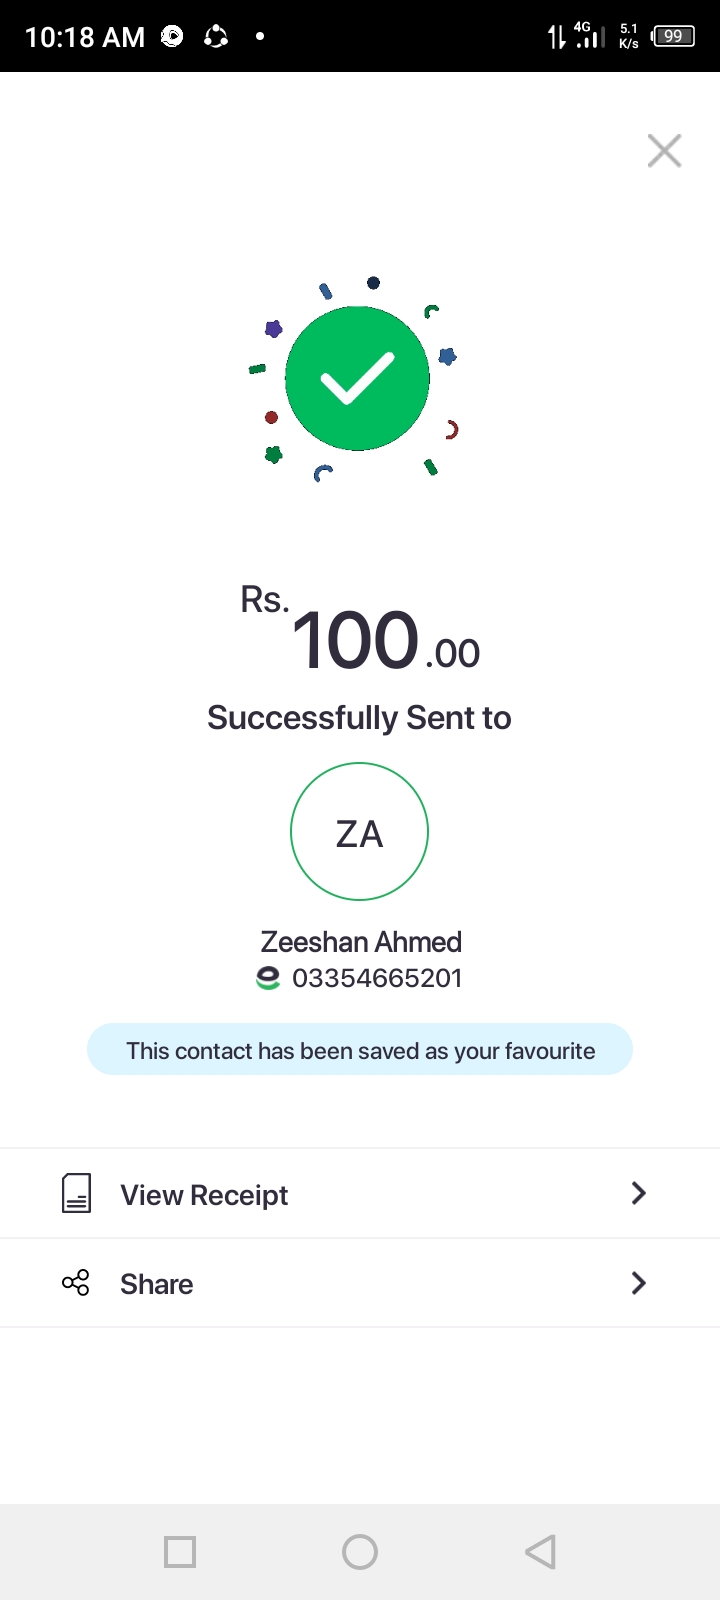 10:18 AM 4G 5.1 K/s 99
Rs. 100.00
Successfully Sent to
ZA
Zeeshan Ahmed
03354665201
This contact has been saved as your favourite
View Receipt
Share